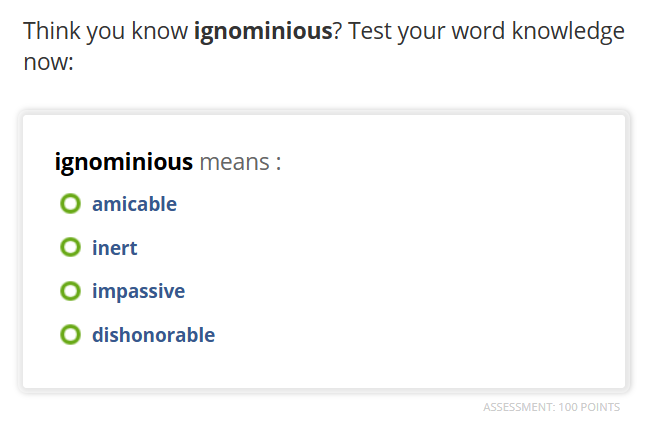 Think you know ignominious? Test your word knowledge
now:
ignominious means :
amicable
inert
impassive
dishonorable
ASSESSMENT: 100 POINTS